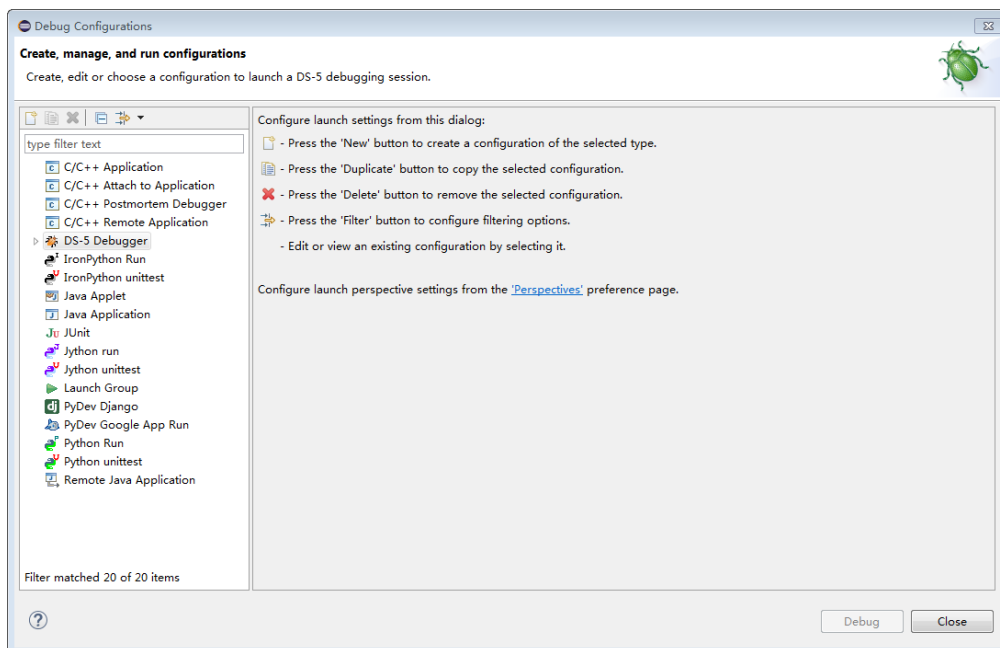 Debug Configurations
Create, manage, and run configurations
Create, edit or choose a configuration to launch a DS-5 debugging session.
type filter text
C/C++ Application
C/C++ Attach to Application
C/C++ Postmortem Debugger
C/C++ Remote Application
DS-5 Debugger
IronPython Run
IronPython unittest
Java Applet
Java Application
JUnit
Jython run
Jython unittest
Launch Group
PyDev Django
PyDev Google App Run
Python Run
Python unittest
Remote Java Application
Filter matched 20 of 20 items
Configure launch settings from this dialog:
- Press the 'New' button to create a configuration of the selected type.
- Press the 'Duplicate' button to copy the selected configuration.
- Press the 'Delete' button to remove the selected configuration.
- Press the 'Filter' button to configure filtering options.
- Edit or view an existing configuration by selecting it.
Configure launch perspective settings from the 'Perspectives' preference page.
Debug
Close